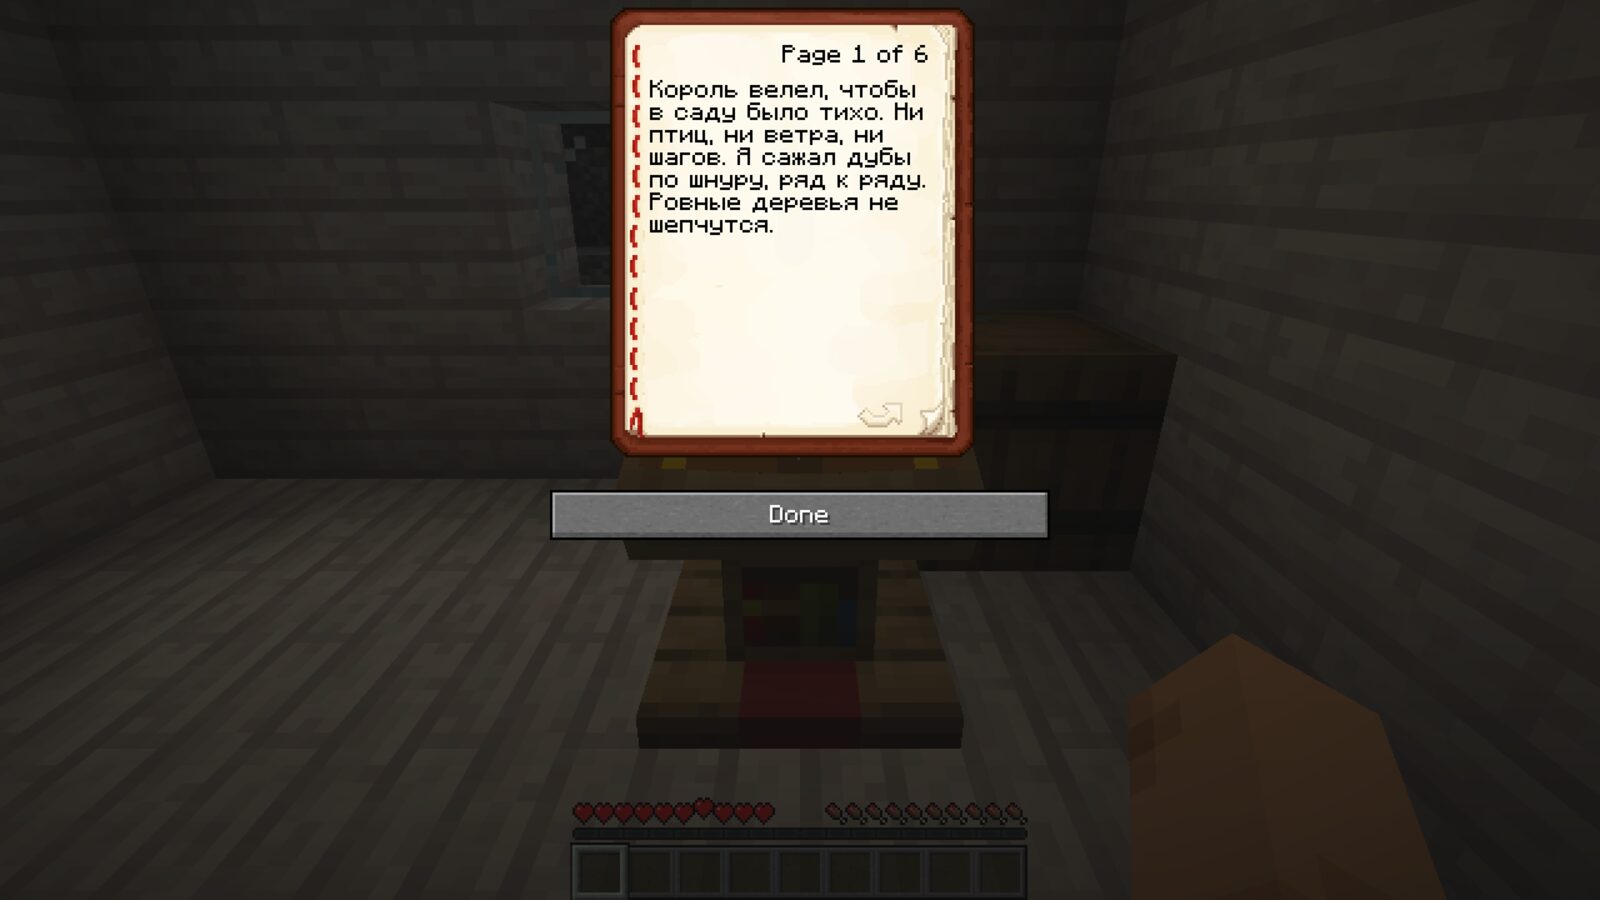 Page 1 of 6
Король велел, чтобы
в саду было тихо. Ни
птиц, ни ветра, ни
шагов. Я сажал дубы
по шнуру, ряд к ряду.
Ровные деревья не
шепчутся.
Done